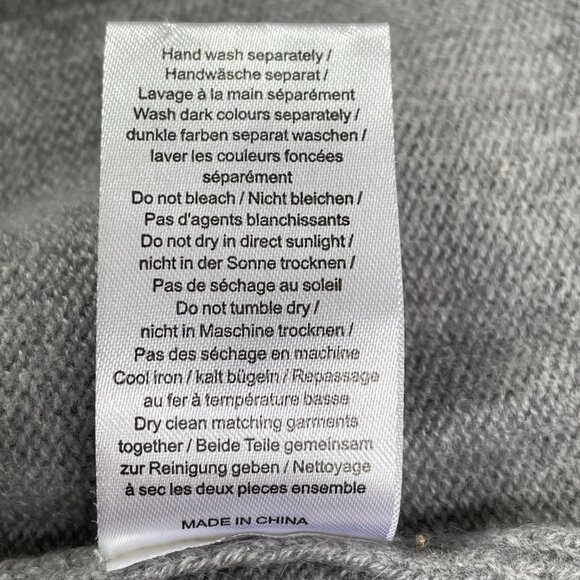 Hand wash separately /
Handwäsche separat /
Lavage à la main séparément
Wash dark colours separately /
dunkle farben separat waschen /
laver les couleurs foncées
séparément
Do not bleach / Nicht bleichen /
Pas d'agents blanchissants
Do not dry in direct sunlight /
nicht in der Sonne trocknen /
Pas de séchage au soleil
Do not tumble dry /
nicht in Maschine trocknen /
Pas des séchage en machine
Cool iron / kalt bügeln / Repassage
au fer à température basse
Dry clean matching garments
together / Beide Teile gemeinsam
zur Reinigung geben / Nettoyage
à sec les deux pieces ensemble
MADE IN CHINA